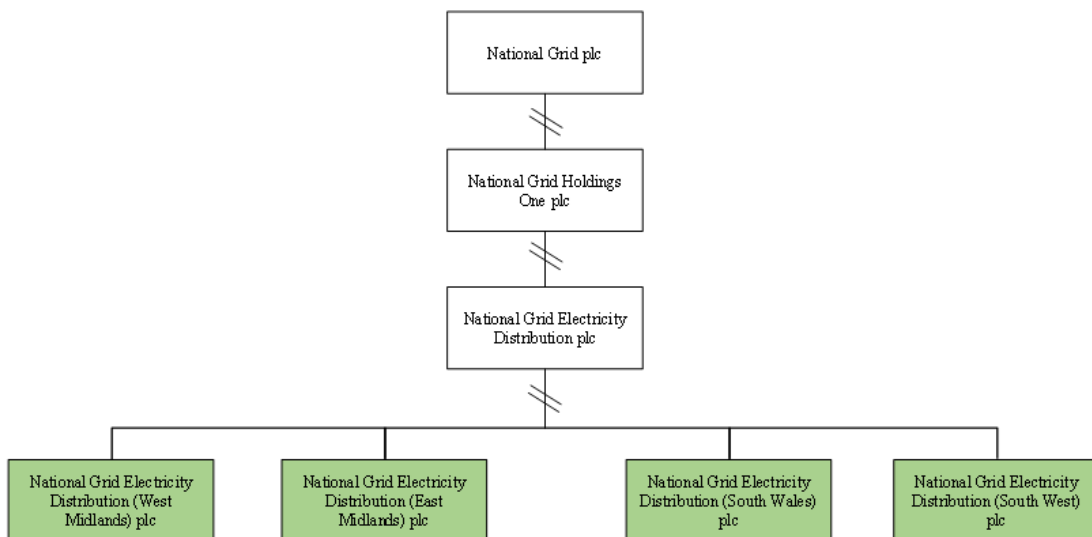 National Grid plc
National Grid Holdings
One plc
National Grid Electricity
Distribution plc
National Grid Electricity
Distribution (West
Midlands) plc
National Grid Electricity
Distribution (East
Midlands) plc
National Grid Electricity
Distribution (South Wales)
plc
National Grid Electricity
Distribution (South West)
plc